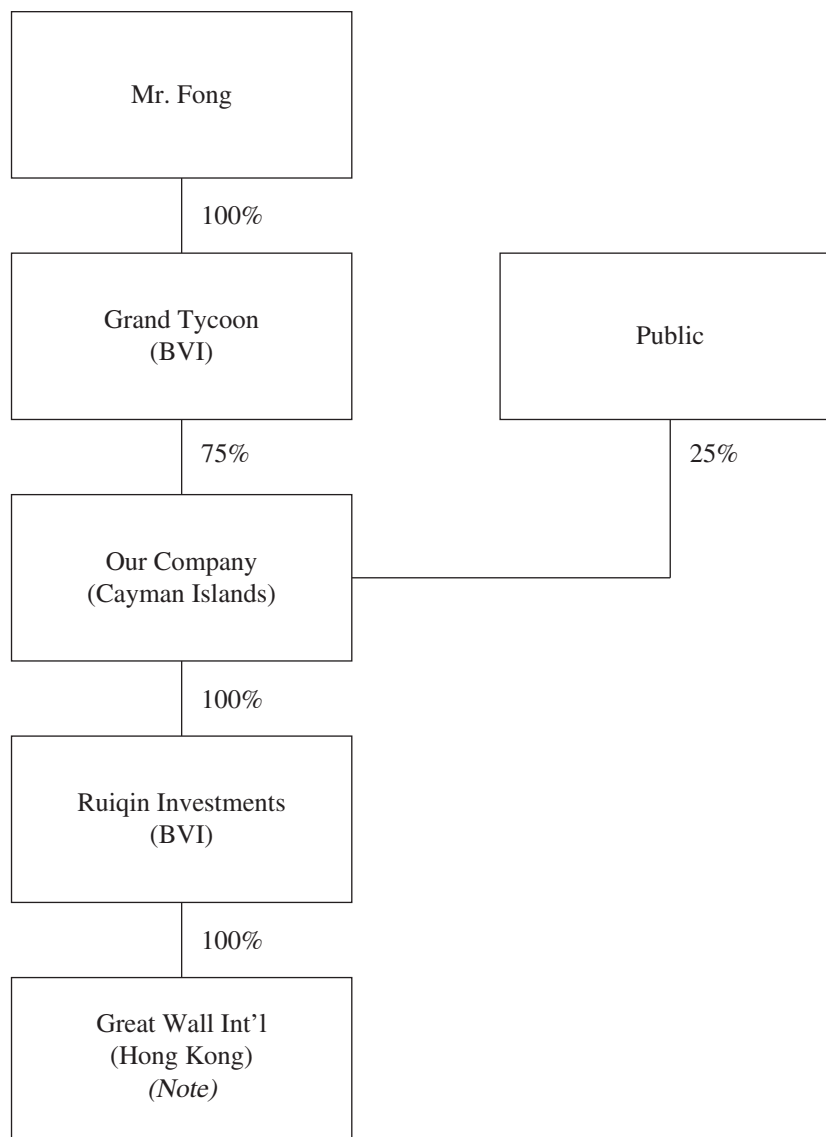 Mr. Fong
100%
Grand Tycoon
(BVI)
Public
75%
25%
Our Company
(Cayman Islands)
100%
Ruiqin Investments
(BVI)
100%
Great Wall Int’l
(Hong Kong)
(Note)